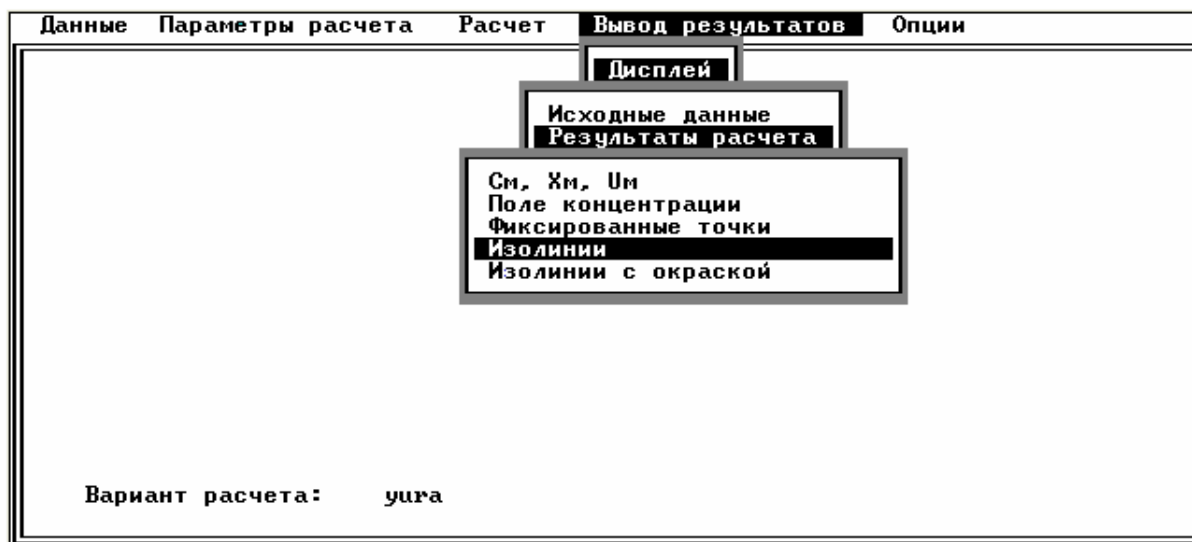 Данные Параметры расчета Расчет Вывод результатов Опции
Дисплей
Исходные данные
Результаты расчета
См, Хм, Uм
Поле концентрации
Фиксированные точки
Изолинии
Изолинии с окраской
Вариант расчета: yura